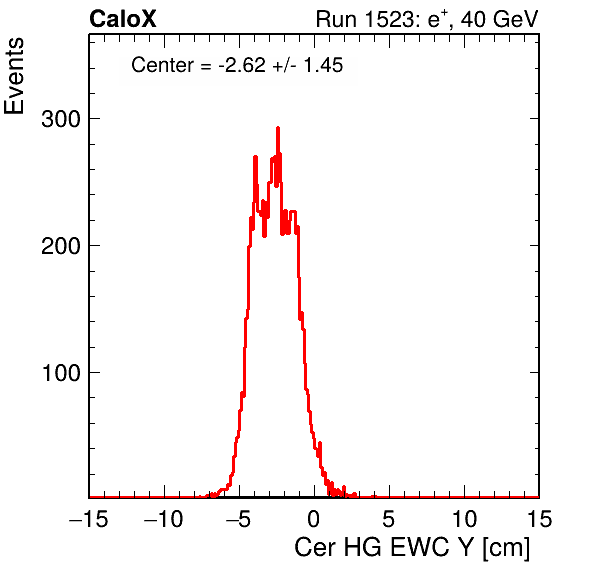 CaloX
Run 1523: e+, 40 GeV
Center = -2.62 +/- 1.45
Events
300
200
100
−15 −10 −5 0 5 10 15
Cer HG EWC Y [cm]